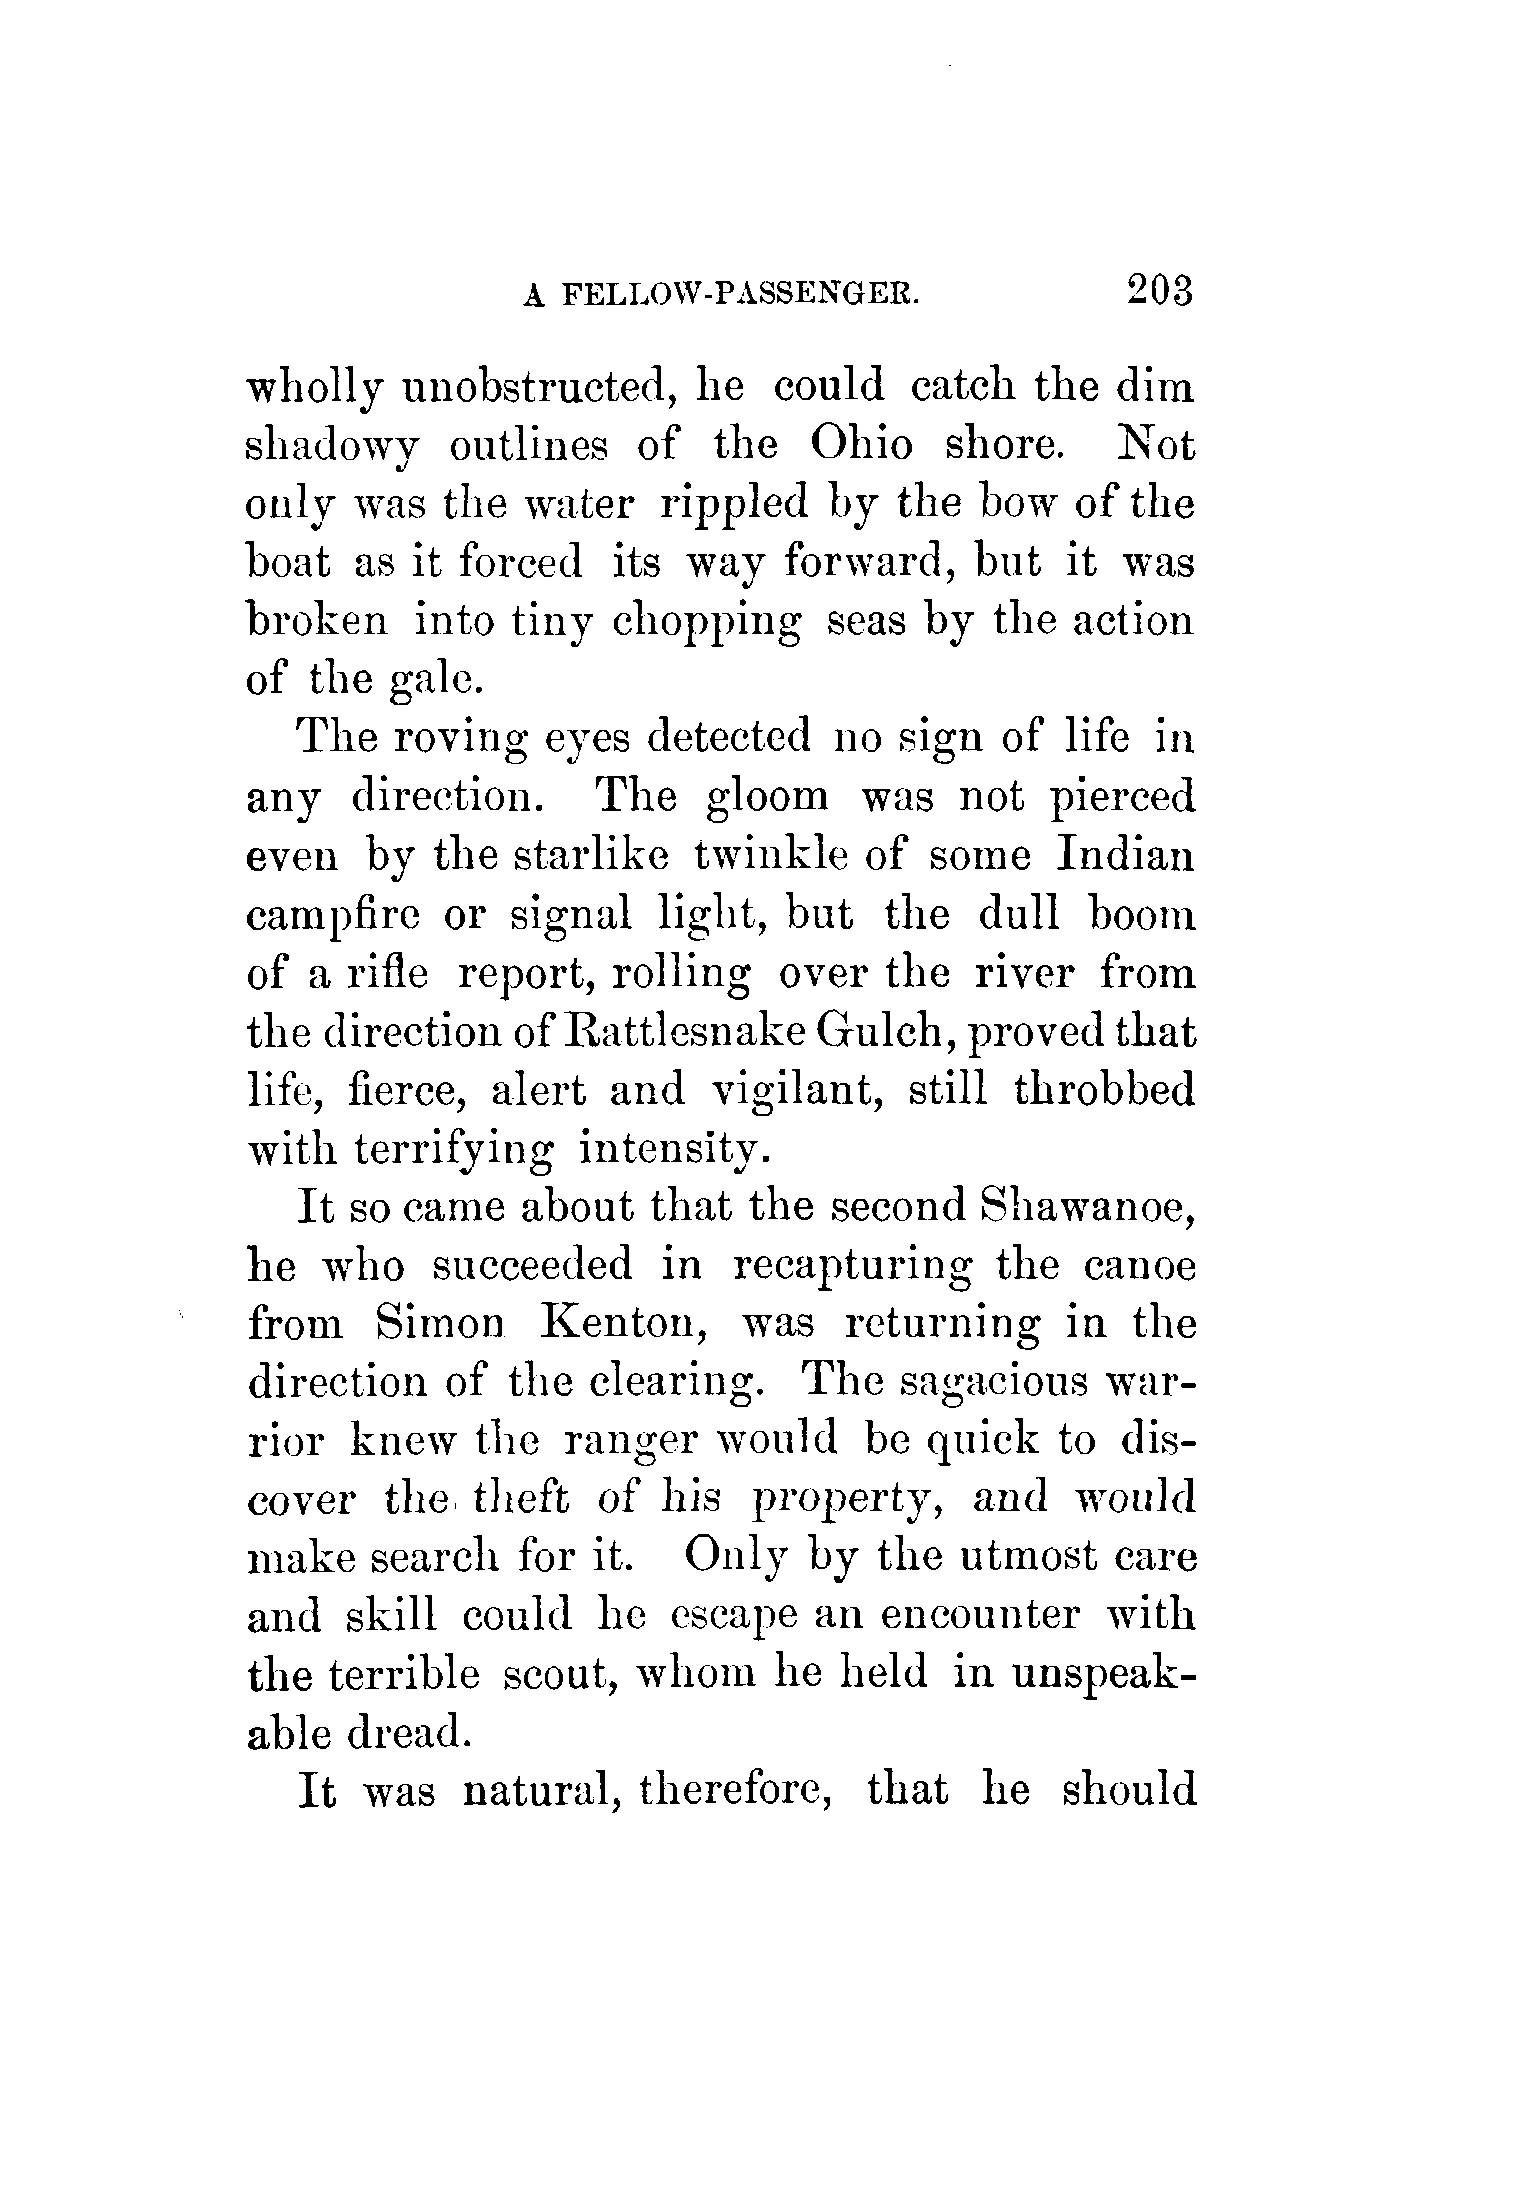 A FELLOW-PASSENGER. 203
wholly unobstructed, he could catch the dim
shadowy outlines of the Ohio shore. Not
only was the water rippled by the bow of the
boat as it forced its way forward, but it was
broken into tiny chopping seas by the action
of the gale.
The roving eyes detected no sign of life in
any direction. The gloom was not pierced
even by the starlike twinkle of some Indian
campfire or signal light, but the dull boom
of a rifle report, rolling over the river from
the direction of Rattlesnake Gulch, proved that
life, fierce, alert and vigilant, still throbbed
with terrifying intensity.
It so came about that the second Shawanoe,
he who succeeded in recapturing the canoe
from Simon Kenton, was returning in the
direction of the clearing. The sagacious war-
rior knew the ranger would be quick to dis-
cover the theft of his property, and would
make search for it. Only by the utmost care
and skill could he escape an encounter with
the terrible scout, whom he held in unspeak-
able dread.
It was natural, therefore, that he should